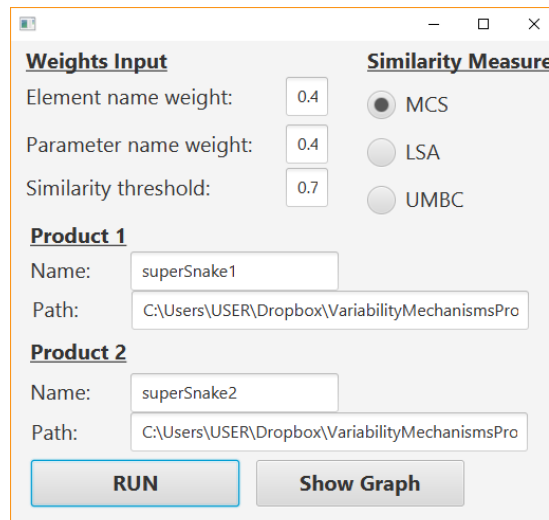 Weights Input
Similarity Measure
Element name weight: 0.4
MCS
Parameter name weight: 0.4
LSA
Similarity threshold: 0.7
UMBC
Product 1
Name: superSnake1
Path: C:\Users\USER\Dropbox\VariabilityMechanismsPro
Product 2
Name: superSnake2
Path: C:\Users\USER\Dropbox\VariabilityMechanismsPro
RUN
Show Graph